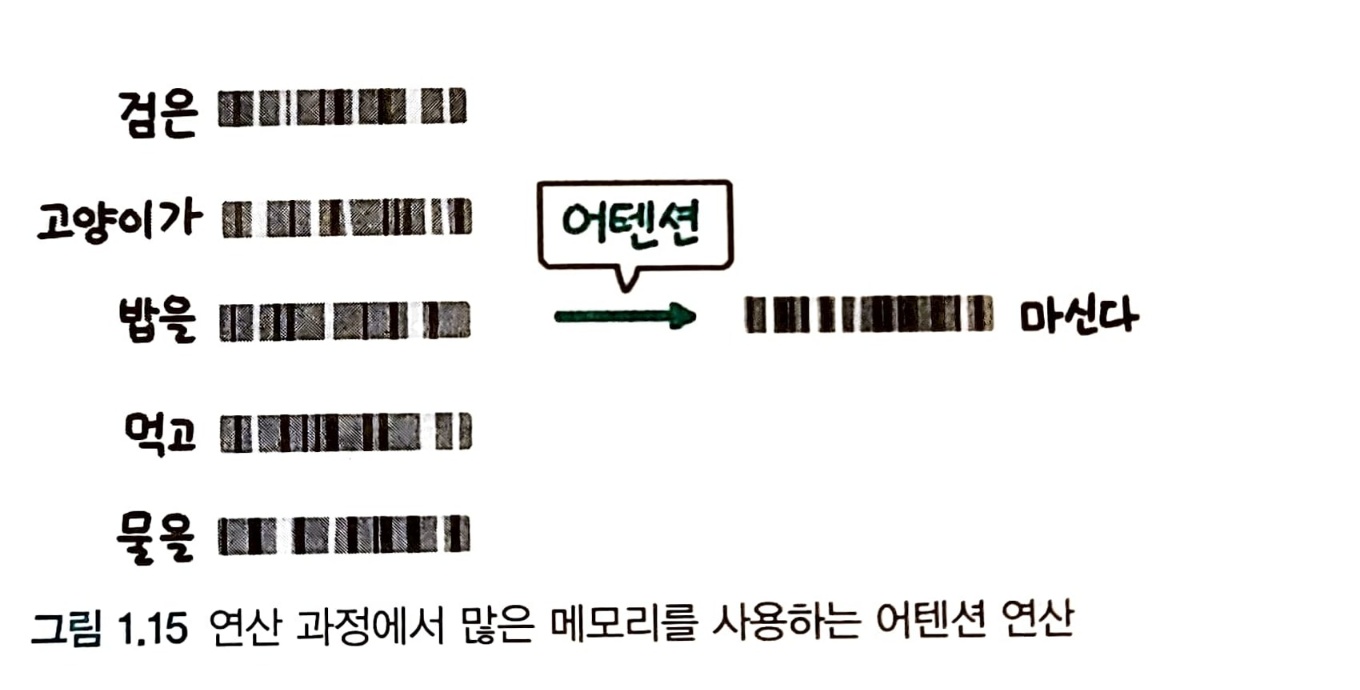 검은
고양이가
어텐션
밥을
마신다
먹고
물을
그림 1.15 연산 과정에서 많은 메모리를 사용하는 어텐션 연산